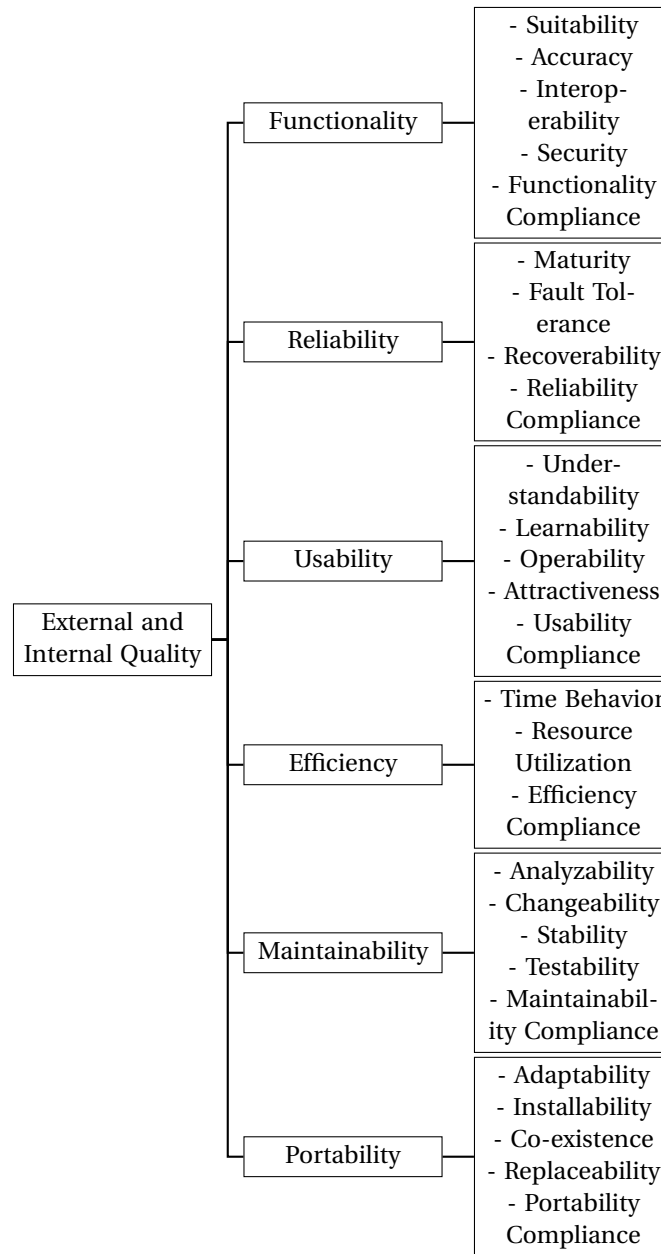 External and
Internal Quality
Functionality
- Suitability
- Accuracy
- Interop-
erability
- Security
- Functionality
Compliance
Reliability
- Maturity
- Fault Tol-
erance
- Recoverability
- Reliability
Compliance
Usability
- Under-
standability
- Learnability
- Operability
- Attractiveness
- Usability
Compliance
Efficiency
- Time Behavior
- Resource
Utilization
- Efficiency
Compliance
Maintainability
- Analyzability
- Changeability
- Stability
- Testability
- Maintainabil-
ity Compliance
Portability
- Adaptability
- Installability
- Co-existence
- Replaceability
- Portability
Compliance